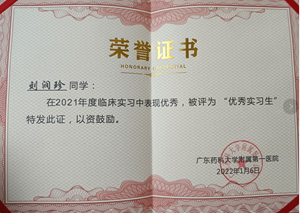 荣誉证书
HONORARY CREDENTIAL
刘润珍同学：
在2021年度临床实习中表现优秀，被评为“优秀实习生”
特发此证，以资鼓励。
广东药科大学附属第一医院
2022年1月6日